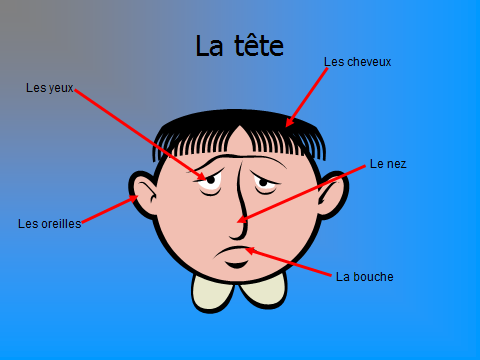 La tête
Les cheveux
Les yeux
Le nez
Les oreilles
La bouche